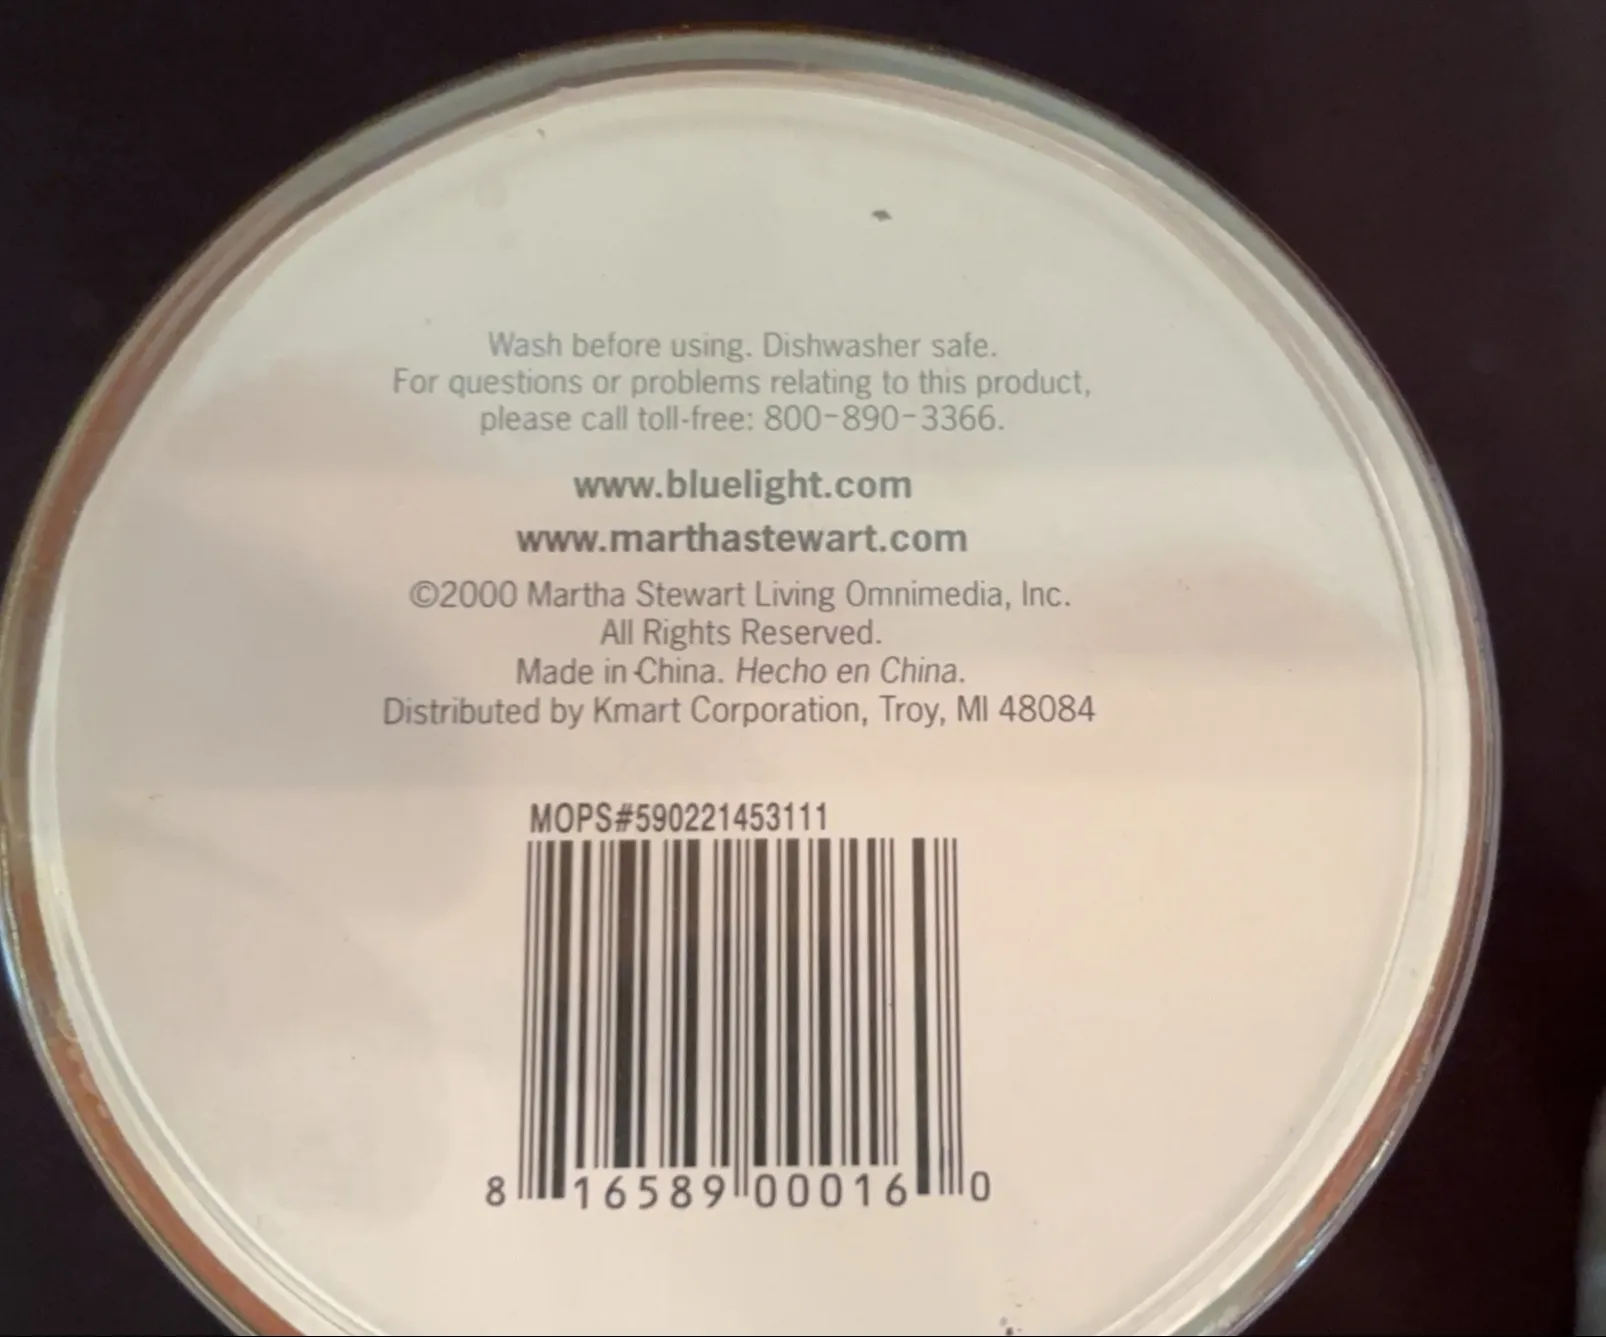 Wash before using. Dishwasher safe.
For questions or problems relating to this product,
please call toll-free: 800-890-3366.
www.bluelight.com
www.marthastewart.com
©2000 Martha Stewart Living Omnimedia, Inc.
All Rights Reserved.
Made in China. Hecho en China.
Distributed by Kmart Corporation, Troy, MI 48084
MOPS#590221453111
8 16589 00016 0